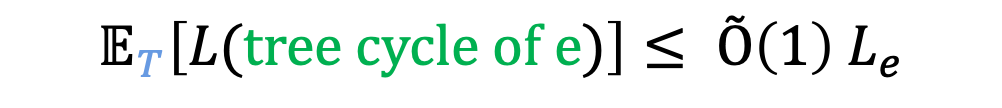 𝔼_T[L(tree cycle of e)] ≤ Õ(1) L_e